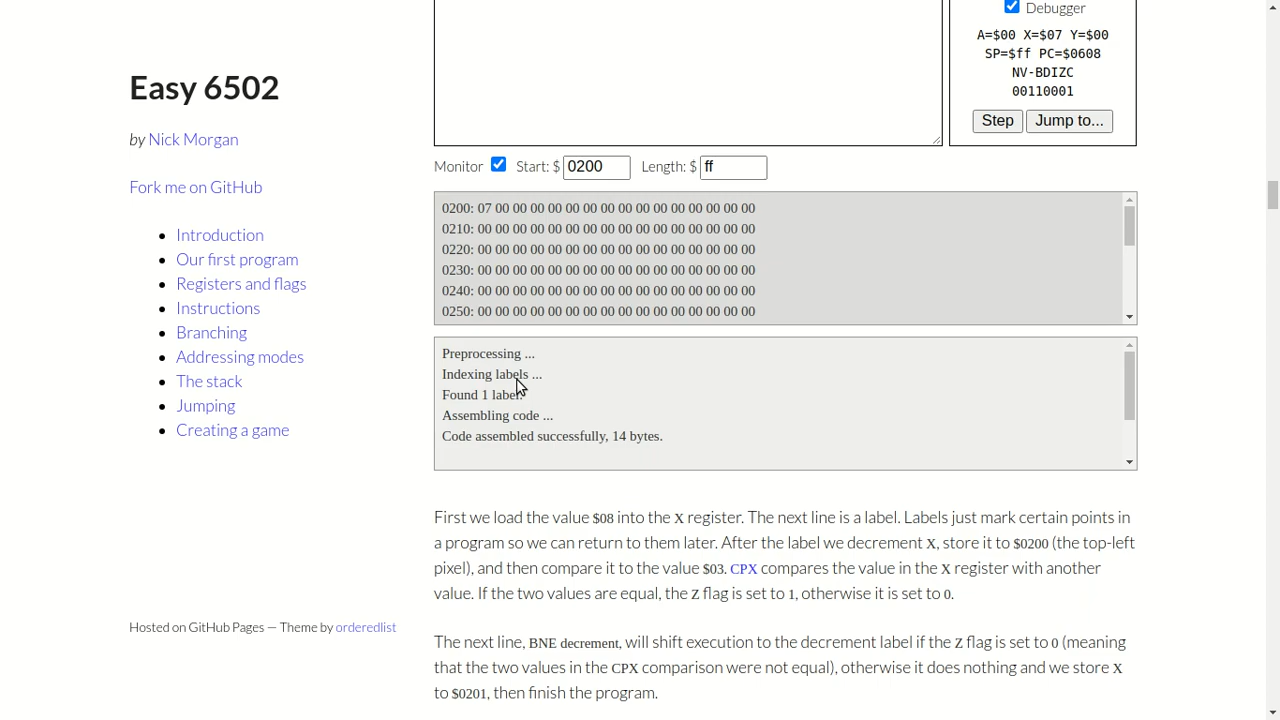 Debugger
A=$00 X=$07 Y=$00
SP=$ff PC=$0608
NV-BDIZC
00110001
Step Jump to...
Easy 6502
by Nick Morgan
Fork me on GitHub
Introduction
Our first program
Registers and flags
Instructions
Branching
Addressing modes
The stack
Jumping
Creating a game
Hosted on GitHub Pages — Theme by orderedlist
Monitor Start: $ 0200 Length: $ ff
0200: 07 00 00 00 00 00 00 00 00 00 00 00 00 00 00 00
0210: 00 00 00 00 00 00 00 00 00 00 00 00 00 00 00 00
0220: 00 00 00 00 00 00 00 00 00 00 00 00 00 00 00 00
0230: 00 00 00 00 00 00 00 00 00 00 00 00 00 00 00 00
0240: 00 00 00 00 00 00 00 00 00 00 00 00 00 00 00 00
0250: 00 00 00 00 00 00 00 00 00 00 00 00 00 00 00 00
Preprocessing ...
Indexing labels ...
Found 1 label.
Assembling code ...
Code assembled successfully, 14 bytes.
First we load the value $08 into the X register. The next line is a label. Labels just mark certain points in
a program so we can return to them later. After the label we decrement X, store it to $0200 (the top-left
pixel), and then compare it to the value $03. CPX compares the value in the X register with another
value. If the two values are equal, the Z flag is set to 1, otherwise it is set to 0.
The next line, BNE decrement, will shift execution to the decrement label if the Z flag is set to 0 (meaning
that the two values in the CPX comparison were not equal), otherwise it does nothing and we store X
to $0201, then finish the program.